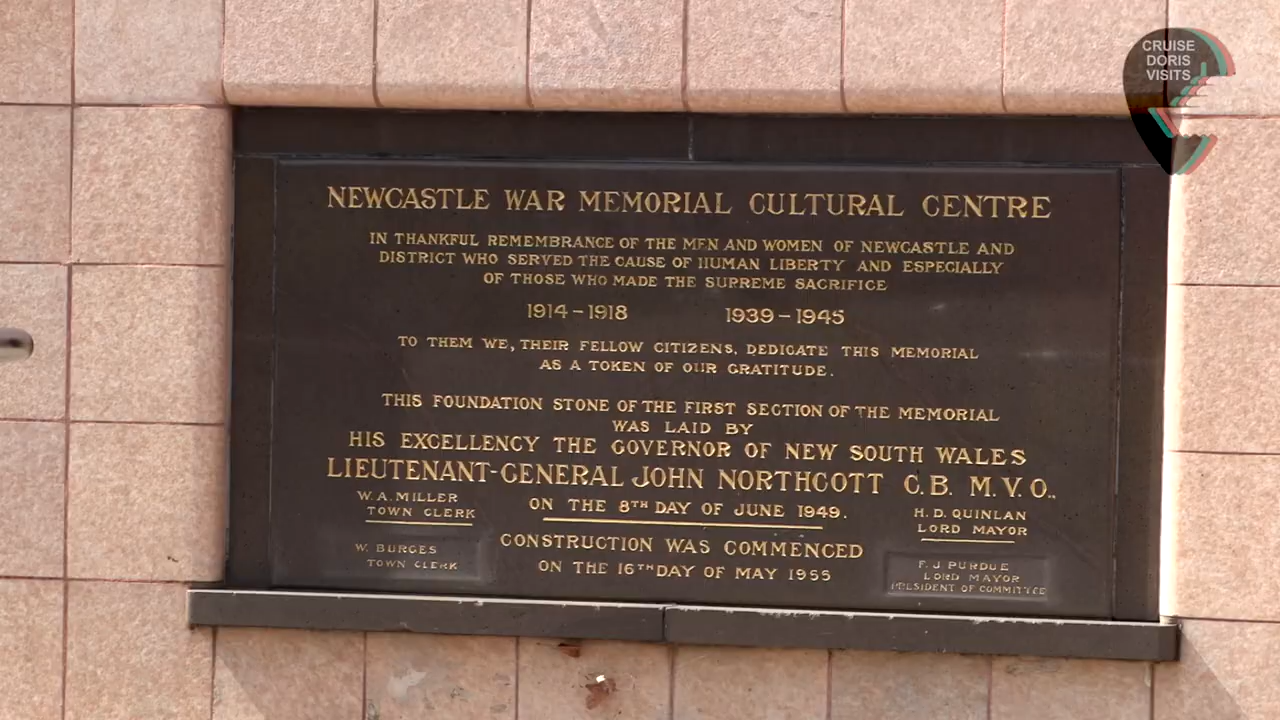 CRUISE
DORIS
VISITS
NEWCASTLE WAR MEMORIAL CULTURAL CENTRE
IN THANKFUL REMEMBRANCE OF THE MEN AND WOMEN OF NEWCASTLE AND
DISTRICT WHO SERVED THE CAUSE OF HUMAN LIBERTY AND ESPECIALLY
OF THOSE WHO MADE THE SUPREME SACRIFICE
1914-1918 1939-1945
TO THEM WE, THEIR FELLOW CITIZENS, DEDICATE THIS MEMORIAL
AS A TOKEN OF OUR GRATITUDE.
THIS FOUNDATION STONE OF THE FIRST SECTION OF THE MEMORIAL
WAS LAID BY
HIS EXCELLENCY THE GOVERNOR OF NEW SOUTH WALES
LIEUTENANT-GENERAL JOHN NORTHCOTT C.B. M.V.O.,
ON THE 8TH DAY OF JUNE 1949.
W.A. MILLER
TOWN CLERK
H. D. QUINLAN
LORD MAYOR
CONSTRUCTION WAS COMMENCED
ON THE 16TH DAY OF MAY 1955
W. BURGES
TOWN CLERK
F. J PURDUE
LORD MAYOR
PRESIDENT OF COMMITTEE